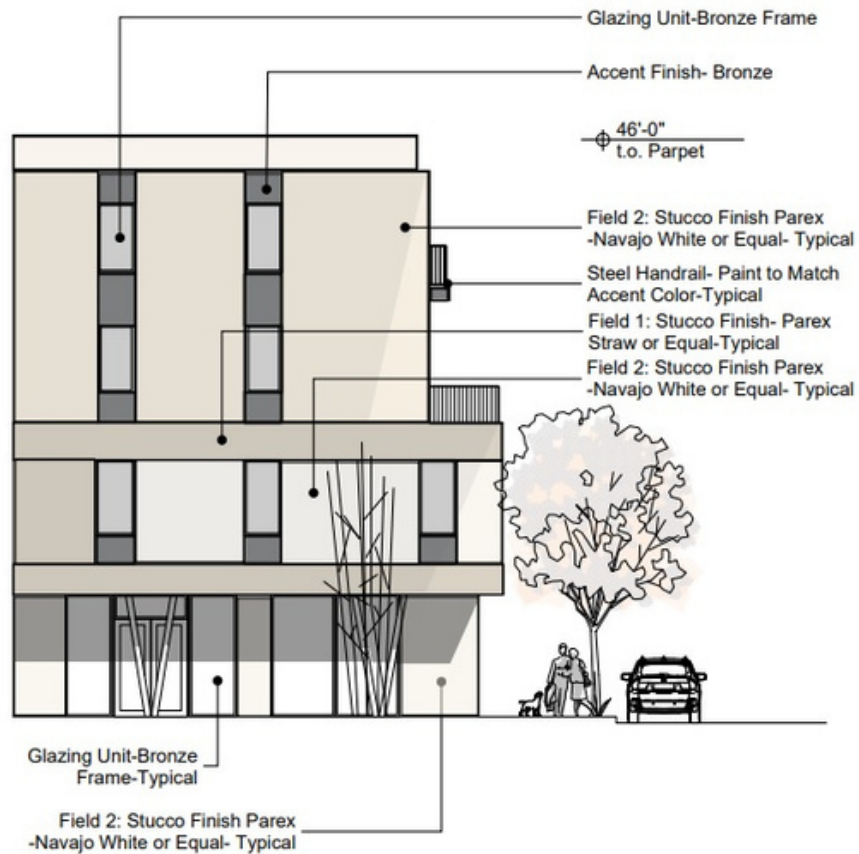 Glazing Unit-Bronze Frame
Accent Finish- Bronze
46'-0"
t.o. Parpet
Field 2: Stucco Finish Parex
-Navajo White or Equal- Typical
Steel Handrail- Paint to Match
Accent Color-Typical
Field 1: Stucco Finish- Parex
Straw or Equal-Typical
Field 2: Stucco Finish Parex
-Navajo White or Equal- Typical
Glazing Unit-Bronze
Frame-Typical
Field 2: Stucco Finish Parex
-Navajo White or Equal- Typical